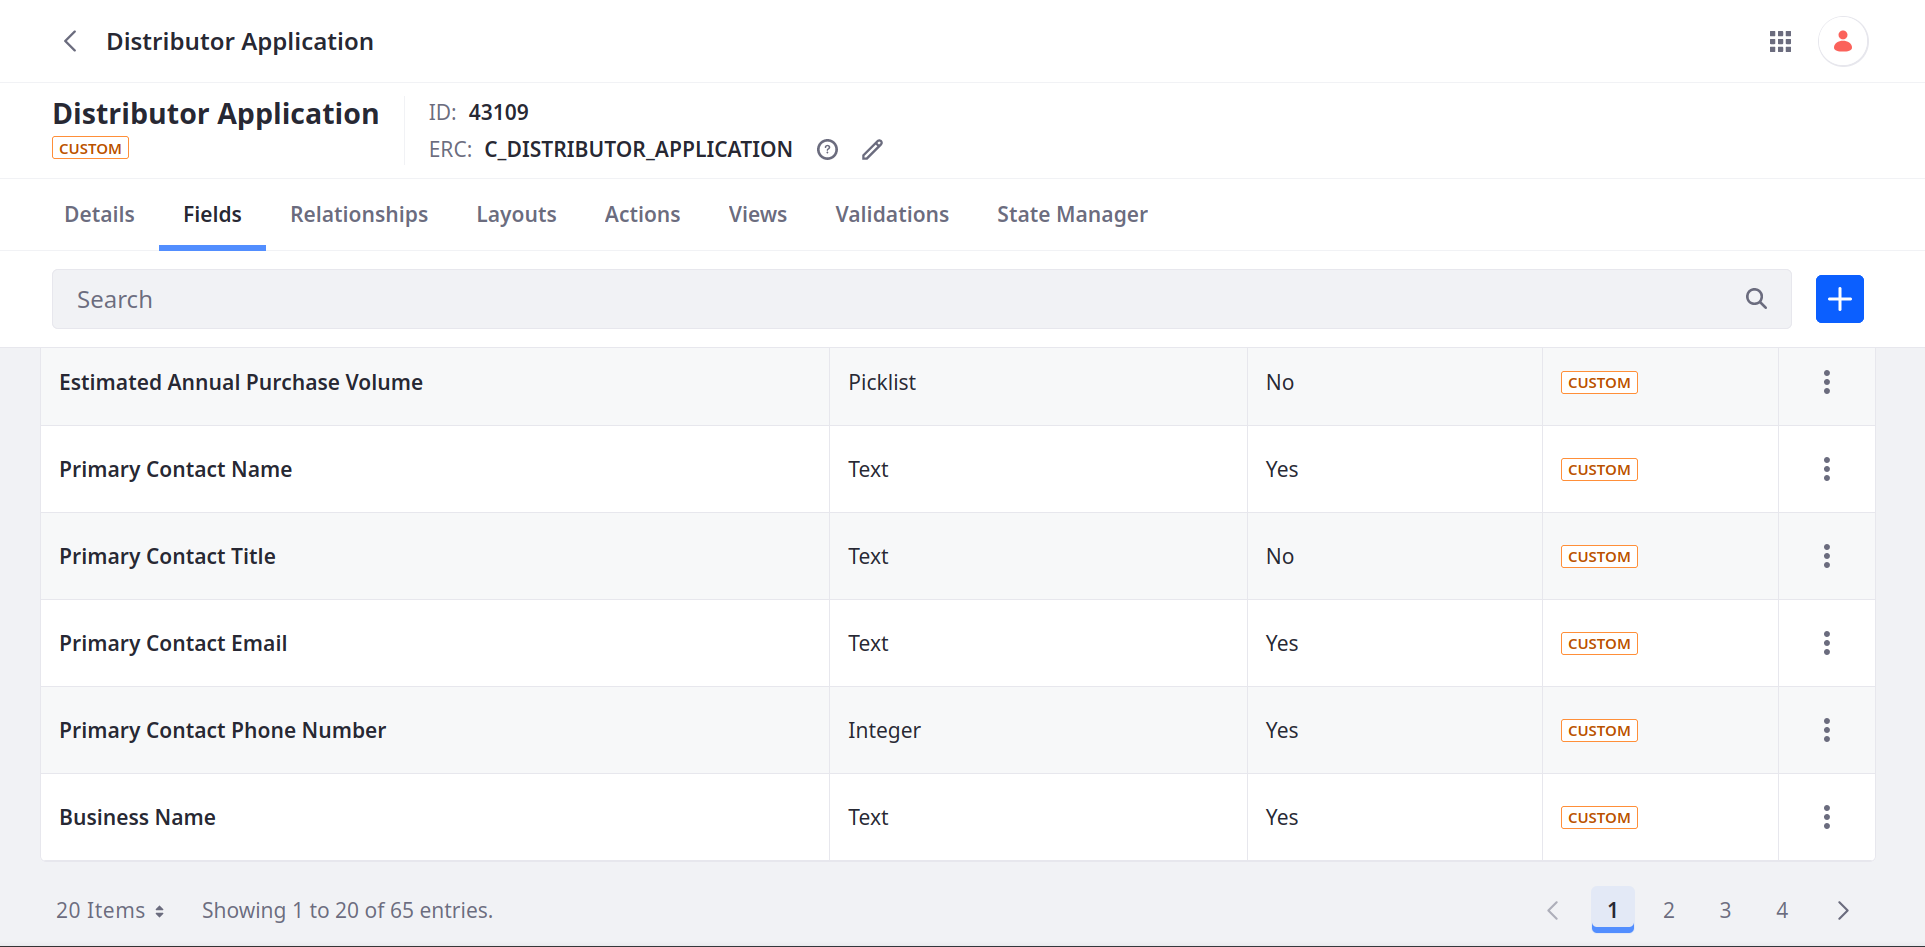 Distributor Application
Distributor Application
CUSTOM
ID: 43109
ERC: C_DISTRIBUTOR_APPLICATION
Details Fields Relationships Layouts Actions Views Validations State Manager
Search
Estimated Annual Purchase Volume Picklist No CUSTOM
Primary Contact Name Text Yes CUSTOM
Primary Contact Title Text No CUSTOM
Primary Contact Email Text Yes CUSTOM
Primary Contact Phone Number Integer Yes CUSTOM
Business Name Text Yes CUSTOM
20 Items Showing 1 to 20 of 65 entries. 1 2 3 4